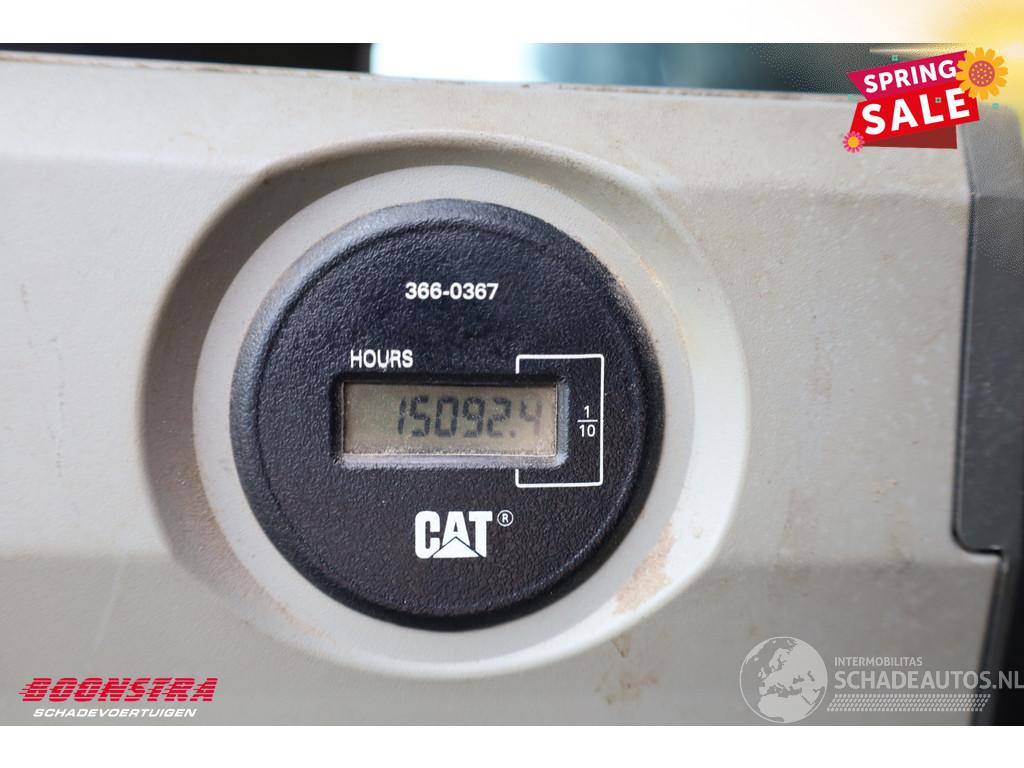 SPRING
SALE
366-0367
HOURS
15092.4
1
10
CAT®
BOONSTRA
SCHADEVOERTUIGEN
INTERMOBILITAS
SCHADEAUTOS.NL